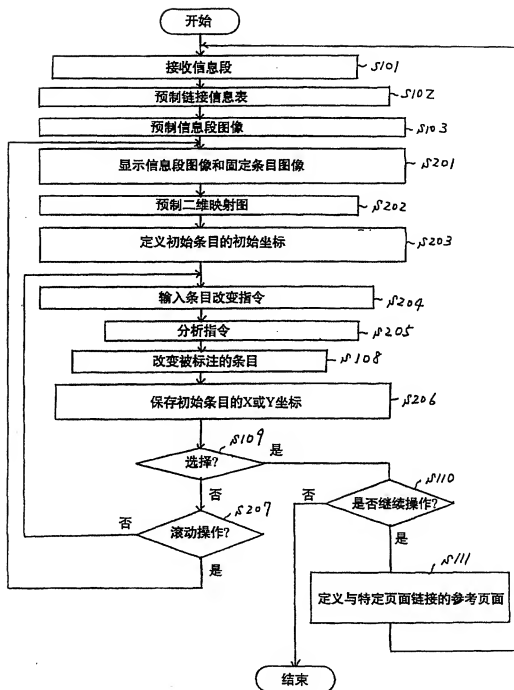 开始
接收信息段 S101
预制链接信息表 S102
预制信息段图像 S103
显示信息段图像和固定条目图像 S201
预制二维映射图 S202
定义初始条目的初始坐标 S203
输入条目改变指令 S204
分析指令 S205
改变被标注的条目 S108
保存初始条目的X或Y坐标 S206
选择? S109 是
否
是否继续操作? S110
否
是
滚动操作? S207
否
是
定义与特定页面链接的参考页面 S111
结束